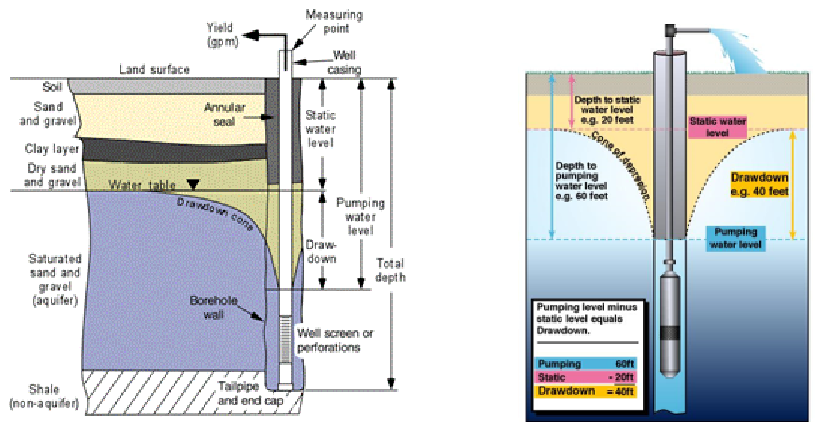 Yield
(gpm)
Measuring
point
Well
casing
Land surface
Soil
Sand
and gravel
Annular
seal
Static
water
level
Clay layer
Dry sand
and gravel
Water table
Drawdown cone
Pumping
water
level
Draw-
down
Total
depth
Saturated
sand and
gravel
(aquifer)
Borehole
wall
Well screen or
perforations
Shale
(non-aquifer)
Tailpipe
and end cap
Depth to static
water level
e.g. 20 feet
Static water
level
Cone of depression
Depth to
pumping
water level
e.g. 60 feet
Drawdown
e.g. 40 feet
Pumping
water level
Pumping level minus
static level equals
Drawdown.
Pumping 60ft
Static - 20ft
Drawdown = 40ft